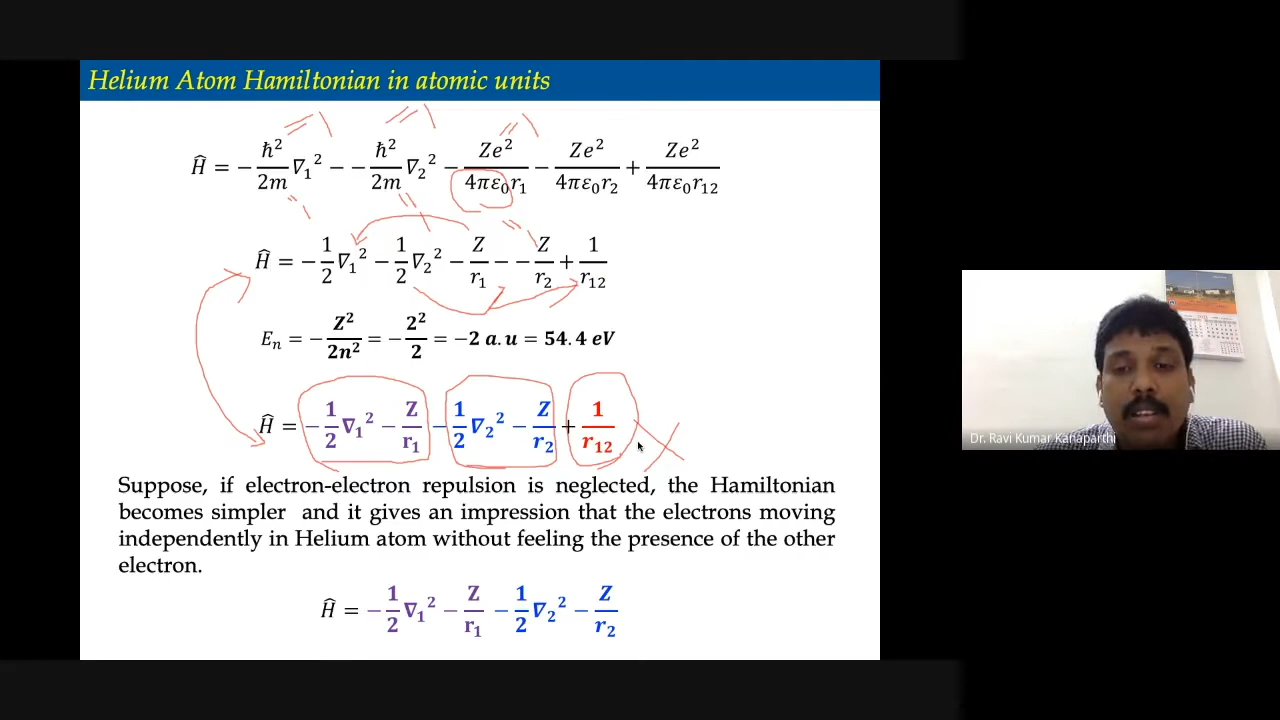 Helium Atom Hamiltonian in atomic units
Ĥ = − ħ²/2m ∇₁² − − ħ²/2m ∇₂² − Ze²/4πε₀r₁ − Ze²/4πε₀r₂ + Ze²/4πε₀r₁₂
Ĥ = − 1/2 ∇₁² − 1/2 ∇₂² − Z/r₁ − − Z/r₂ + 1/r₁₂
Eₙ = − Z²/2n² = − 2²/2 = −2 a.u = 54.4 eV
Ĥ = − 1/2 ∇₁² − Z/r₁ − 1/2 ∇₂² − Z/r₂ + 1/r₁₂
Suppose, if electron-electron repulsion is neglected, the Hamiltonian
becomes simpler and it gives an impression that the electrons moving
independently in Helium atom without feeling the presence of the other
electron.
Ĥ = − 1/2 ∇₁² − Z/r₁ − 1/2 ∇₂² − Z/r₂
Dr. Ravi Kumar Kanaparthi